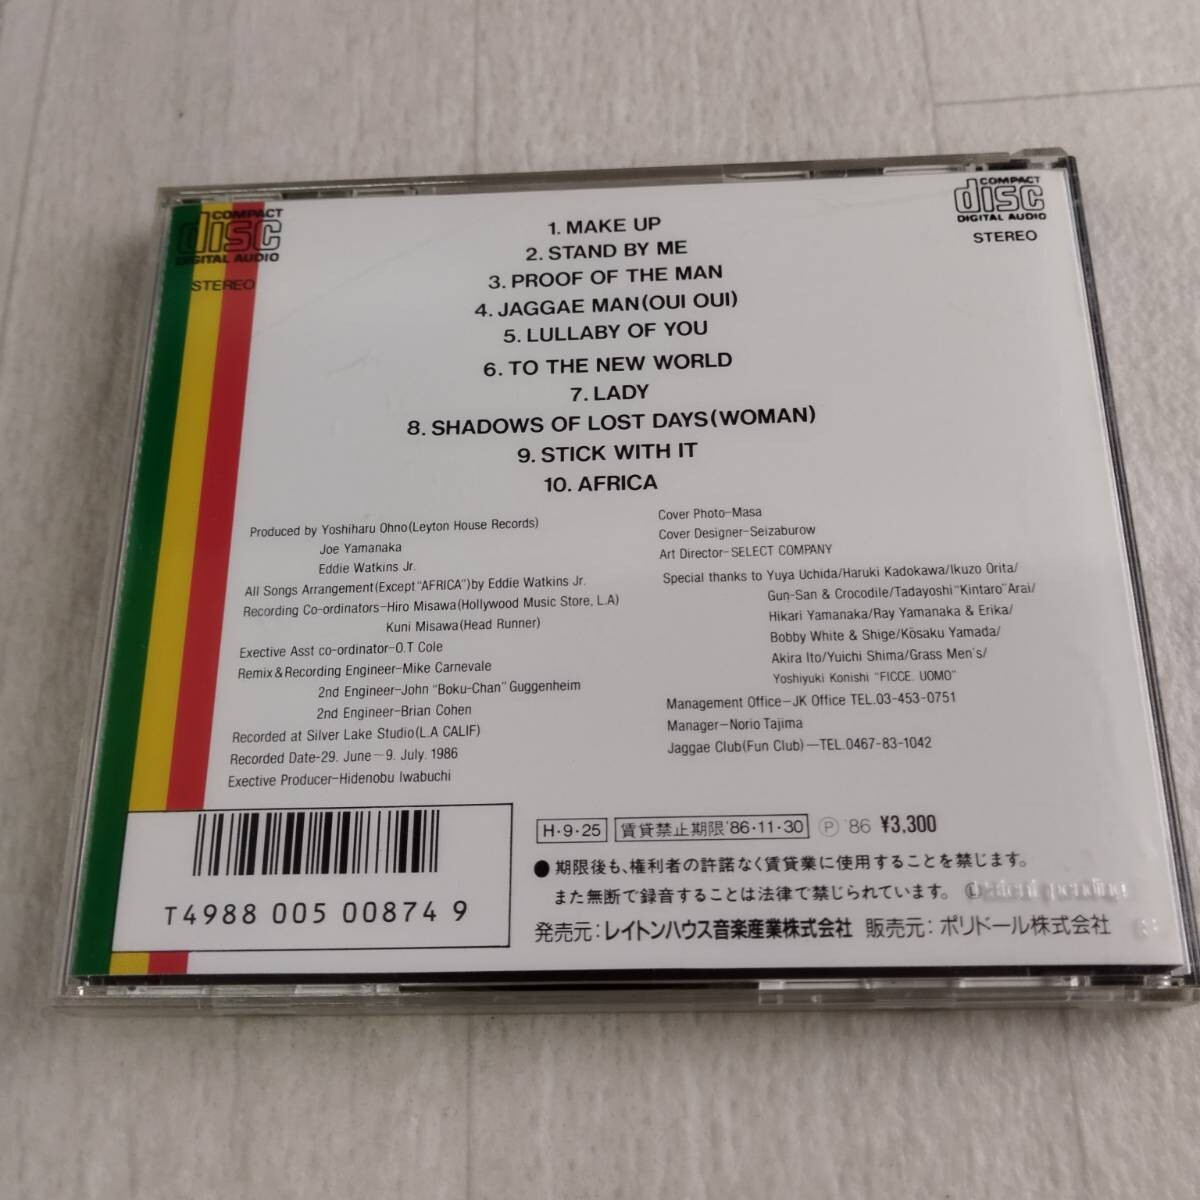 COMPACT
disc
DIGITAL AUDIO
STEREO
COMPACT
disc
DIGITAL AUDIO
STEREO
1. MAKE UP
2. STAND BY ME
3. PROOF OF THE MAN
4. JAGGAE MAN(OUI OUI)
5. LULLABY OF YOU
6. TO THE NEW WORLD
7. LADY
8. SHADOWS OF LOST DAYS(WOMAN)
9. STICK WITH IT
10. AFRICA
Produced by Yoshiharu Ohno(Leyton House Records)
Joe Yamanaka
Eddie Watkins Jr.
All Songs Arrangement(Except "AFRICA")by Eddie Watkins Jr.
Recording Co-ordinators-Hiro Misawa(Hollywood Music Store, L.A)
Kuni Misawa(Head Runner)
Exective Asst co-ordinator-O.T Cole
Remix & Recording Engineer-Mike Carnevale
2nd Engineer-John "Boku-Chan" Guggenheim
2nd Engineer-Brian Cohen
Recorded at Silver Lake Studio(L.A CALIF)
Recorded Date-29. June～9. July. 1986
Exective Producer-Hidenobu Iwabuchi
Cover Photo-Masa
Cover Designer-Seizaburow
Art Director-SELECT COMPANY
Special thanks to Yuya Uchida/Haruki Kadokawa/Ikuzo Orita/
Gun-San & Crocodile/Tadayoshi "Kintaro" Arai/
Hikari Yamanaka/Ray Yamanaka & Erika/
Bobby White & Shige/Kōsaku Yamada/
Akira Ito/Yuichi Shima/Grass Men's/
Yoshiyuki Konishi "FICCE. UOMO"
Management Office-JK Office TEL.03-453-0751
Manager-Norio Tajima
Jaggae Club(Fun Club)—TEL.0467-83-1042
T4988 005 00874 9
H・9・25 賃貸禁止期限'86・11・30 Ⓟ '86 ¥3,300
●期限後も、権利者の許諾なく賃貸業に使用することを禁じます。
また無断で録音することは法律で禁じられています。
patent pending
発売元：レイトンハウス音楽産業株式会社 販売元：ポリドール株式会社